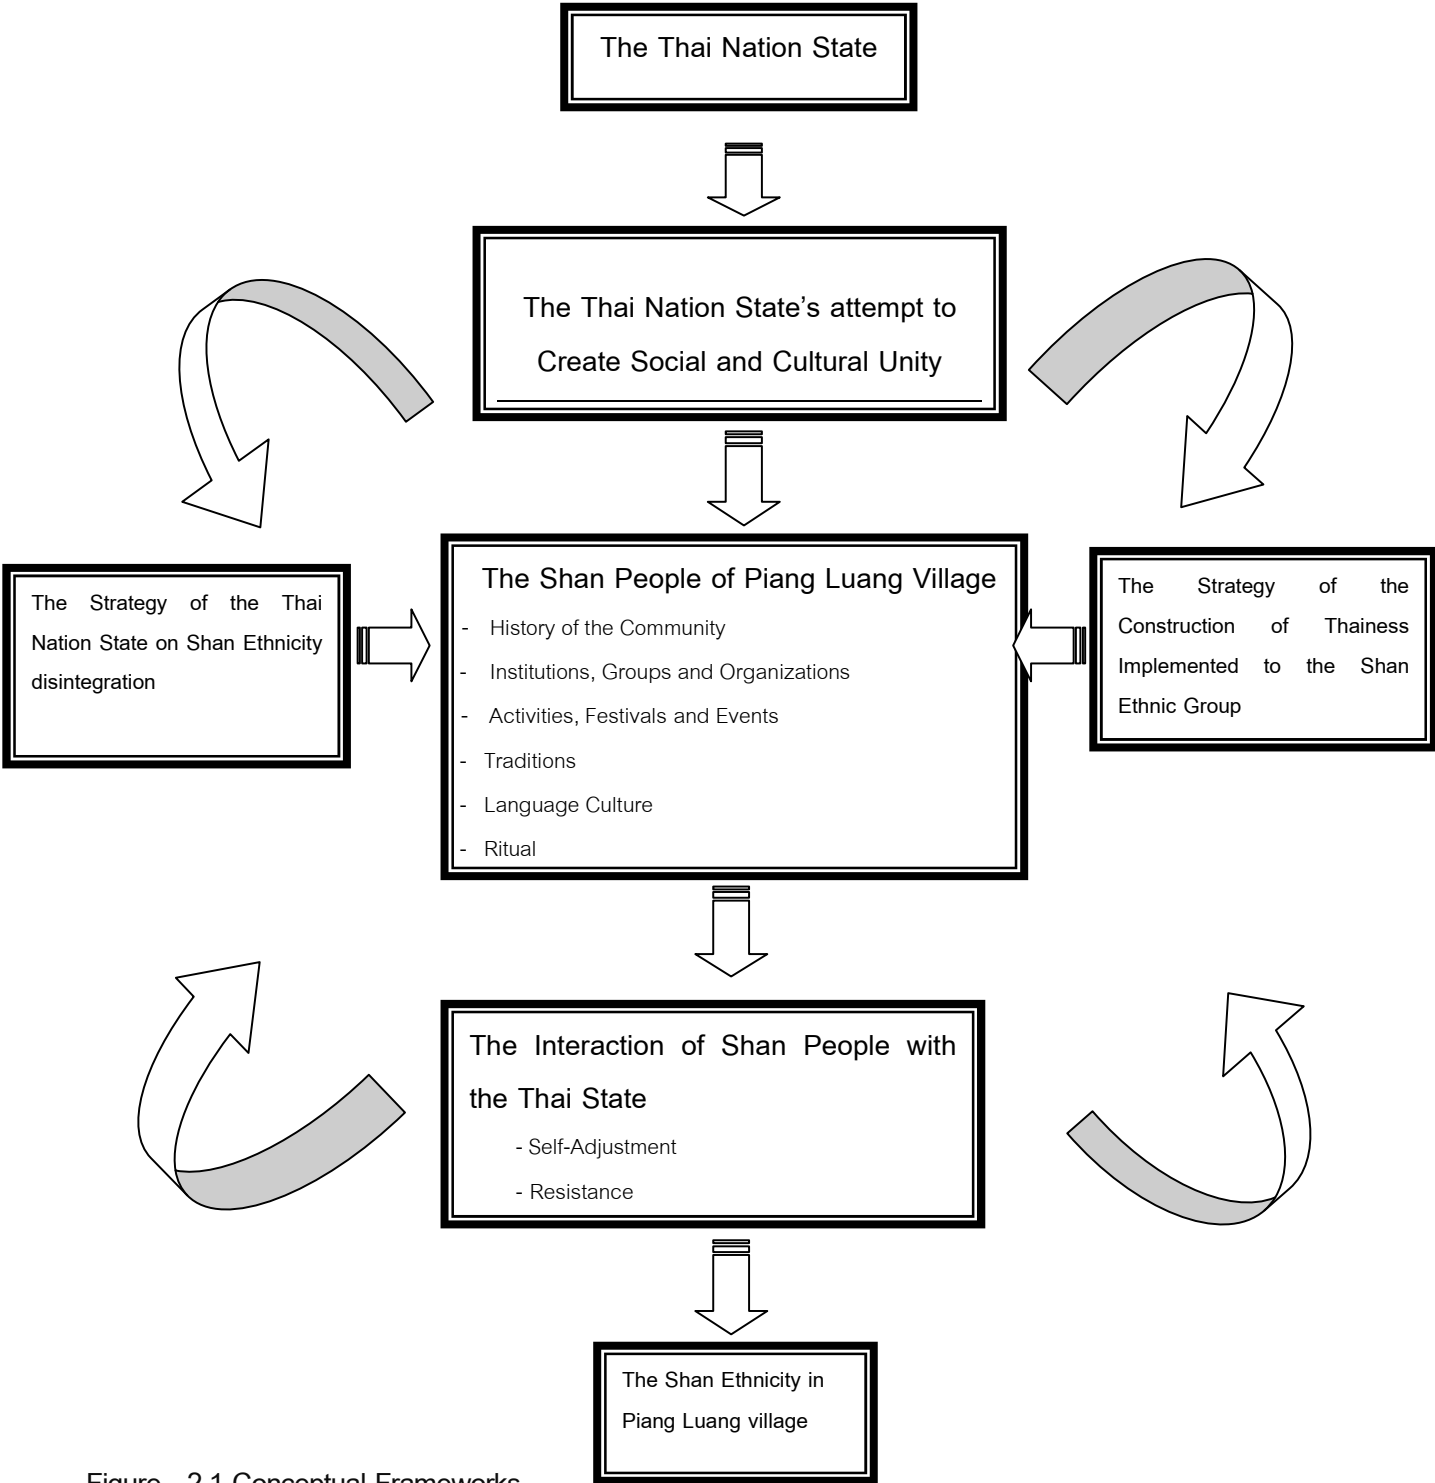 The Thai Nation State
The Thai Nation State’s attempt to
Create Social and Cultural Unity
The Strategy of the Thai
Nation State on Shan Ethnicity
disintegration
The Shan People of Piang Luang Village
- History of the Community
- Institutions, Groups and Organizations
- Activities, Festivals and Events
- Traditions
- Language Culture
- Ritual
The Strategy of the
Construction of Thainess
Implemented to the Shan
Ethnic Group
The Interaction of Shan People with
the Thai State
- Self-Adjustment
- Resistance
The Shan Ethnicity in
Piang Luang village
Figure 2.1 Conceptual Frameworks